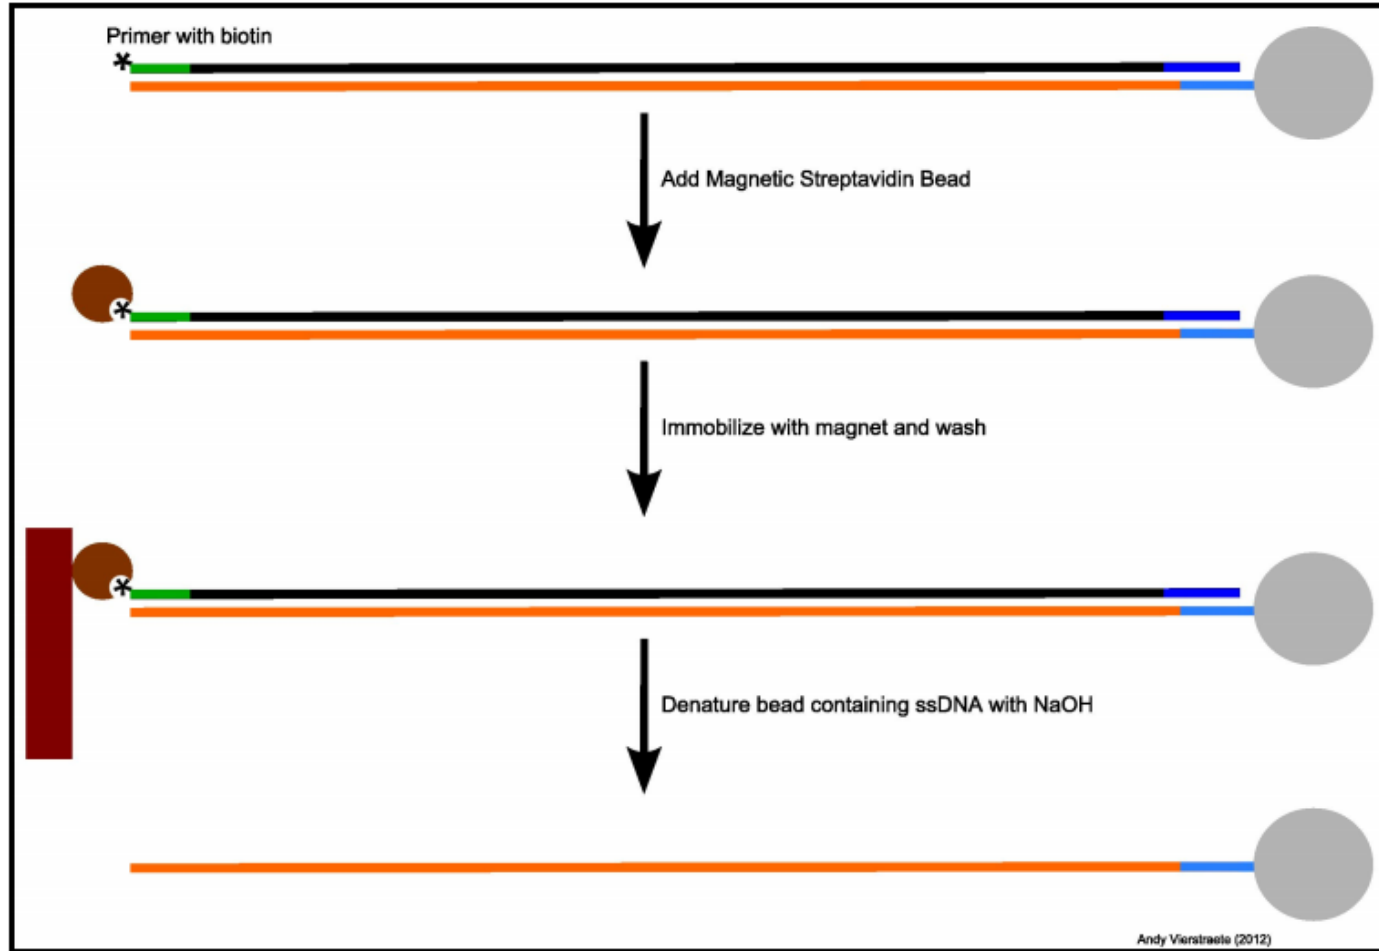 Primer with biotin
*
Add Magnetic Streptavidin Bead
*
Immobilize with magnet and wash
*
Denature bead containing ssDNA with NaOH
Andy Vierstraete (2012)